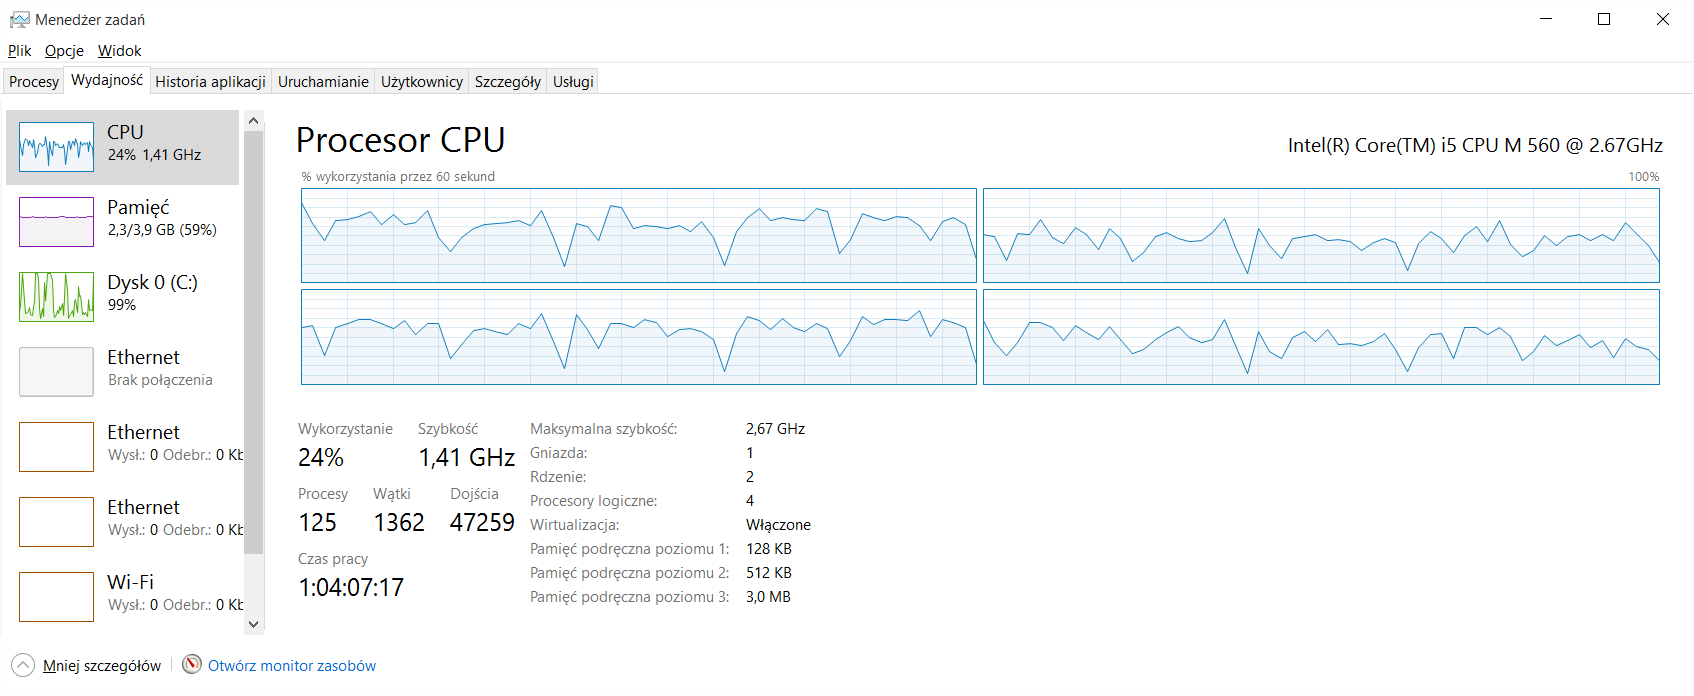 Menedżer zadań
Plik Opcje Widok
Procesy Wydajność Historia aplikacji Uruchamianie Użytkownicy Szczegóły Usługi
CPU
24% 1,41 GHz
Pamięć
2,3/3,9 GB (59%)
Dysk 0 (C:)
99%
Ethernet
Brak połączenia
Ethernet
Wysł.: 0 Odebr.: 0 Kb
Ethernet
Wysł.: 0 Odebr.: 0 Kb
Wi-Fi
Wysł.: 0 Odebr.: 0 Kb
Procesor CPU
Intel(R) Core(TM) i5 CPU M 560 @ 2.67GHz
% wykorzystania przez 60 sekund 100%
Wykorzystanie Szybkość
24% 1,41 GHz
Procesy Wątki Dojścia
125 1362 47259
Czas pracy
1:04:07:17
Maksymalna szybkość: 2,67 GHz
Gniazda: 1
Rdzenie: 2
Procesory logiczne: 4
Wirtualizacja: Włączone
Pamięć podręczna poziomu 1: 128 KB
Pamięć podręczna poziomu 2: 512 KB
Pamięć podręczna poziomu 3: 3,0 MB
Mniej szczegółów Otwórz monitor zasobów